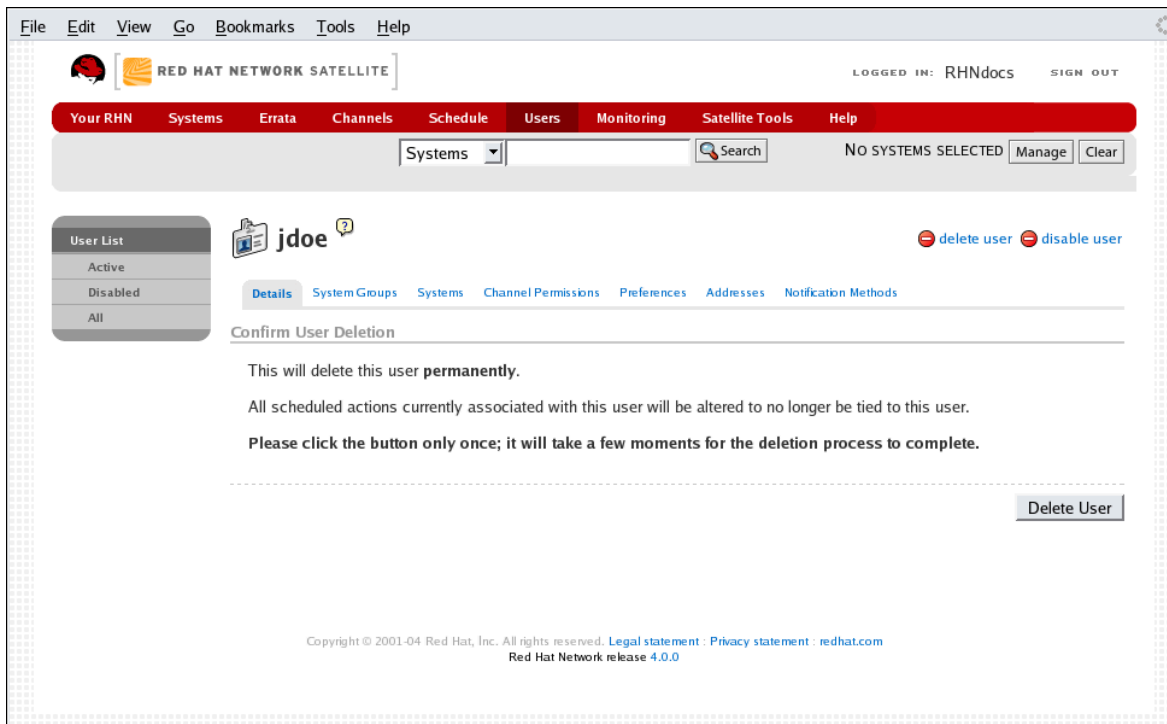 File Edit View Go Bookmarks Tools Help
RED HAT NETWORK SATELLITE
LOGGED IN: RHNdocs SIGN OUT
Your RHN Systems Errata Channels Schedule Users Monitoring Satellite Tools Help
Systems Search NO SYSTEMS SELECTED Manage Clear
User List
Active
Disabled
All
jdoe ? delete user disable user
Details System Groups Systems Channel Permissions Preferences Addresses Notification Methods
Confirm User Deletion
This will delete this user permanently.
All scheduled actions currently associated with this user will be altered to no longer be tied to this user.
Please click the button only once; it will take a few moments for the deletion process to complete.
Delete User
Copyright © 2001-04 Red Hat, Inc. All rights reserved. Legal statement : Privacy statement : redhat.com
Red Hat Network release 4.0.0